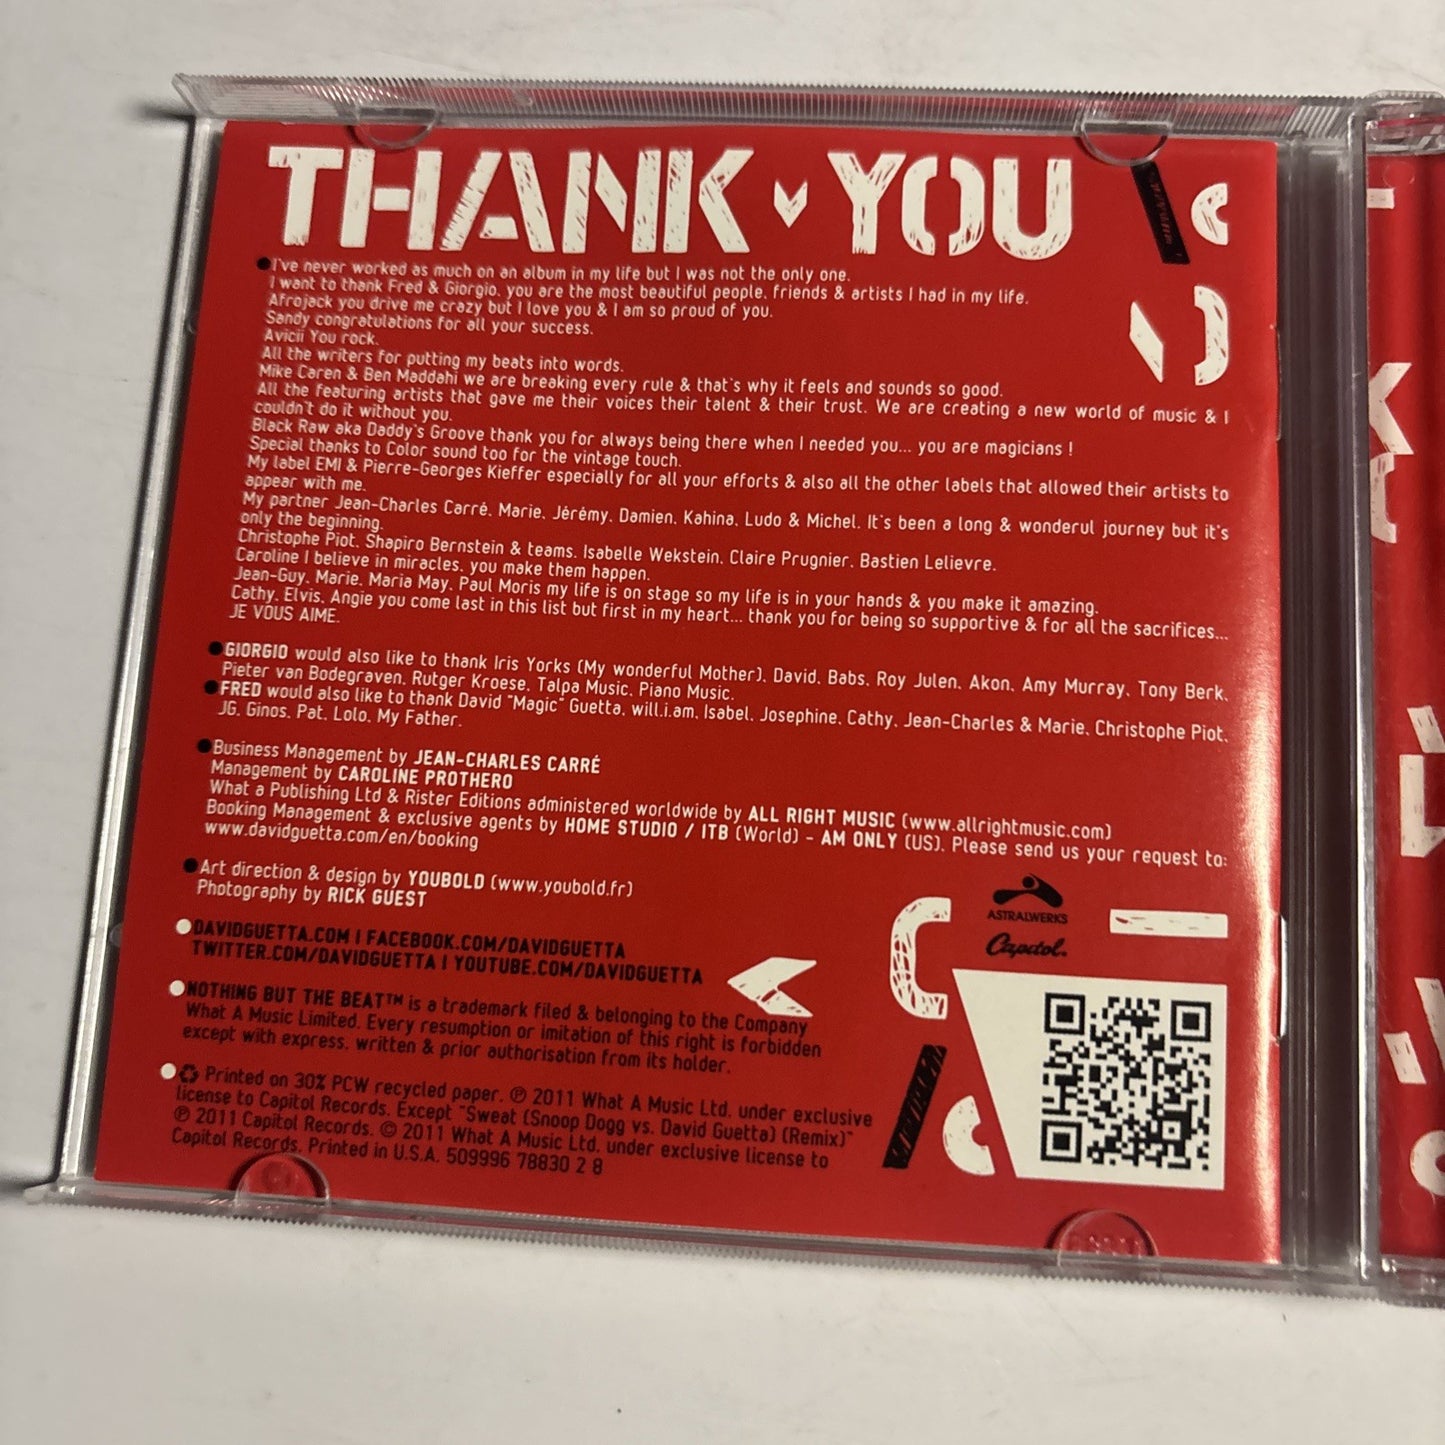 THANK YOU
I've never worked as much on an album in my life but I was not the only one.
I want to thank Fred & Giorgio, you are the most beautiful people, friends & artists I had in my life.
Afrojack you drive me crazy but I love you & I am so proud of you.
Sandy congratulations for all your success.
Avicii You rock.
All the writers for putting my beats into words.
Mike Caren & Ben Maddahi we are breaking every rule & that's why it feels and sounds so good.
All the featuring artists that gave me their voices their talent & their trust. We are creating a new world of music & I
couldn't do it without you.
Black Raw aka Daddy's Groove thank you for always being there when I needed you... you are magicians !
Special thanks to Color sound too for the vintage touch.
My label EMI & Pierre-Georges Kieffer especially for all your efforts & also all the other labels that allowed their artists to
appear with me.
My partner Jean-Charles Carré, Marie, Jérémy, Damien, Kahina, Ludo & Michel. It's been a long & wonderul journey but it's
only the beginning.
Christophe Piot, Shapiro Bernstein & teams, Isabelle Wekstein, Claire Prugnier, Bastien Lelievre.
Caroline I believe in miracles, you make them happen.
Jean-Guy, Marie, Maria May, Paul Moris my life is on stage so my life is in your hands & you make it amazing.
Cathy, Elvis, Angie you come last in this list but first in my heart... thank you for being so supportive & for all the sacrifices...
JE VOUS AIME.
GIORGIO would also like to thank Iris Yorks (My wonderful Mother), David, Babs, Roy Julen, Akon, Amy Murray, Tony Berk,
Pieter van Bodegraven, Rutger Kroese, Talpa Music, Piano Music.
FRED would also like to thank David "Magic" Guetta, will.i.am, Isabel, Josephine, Cathy, Jean-Charles & Marie, Christophe Piot,
JG, Ginos, Pat, Lolo, My Father.
Business Management by JEAN-CHARLES CARRÉ
Management by CAROLINE PROTHERO
What a Publishing Ltd & Rister Editions administered worldwide by ALL RIGHT MUSIC (www.allrightmusic.com)
Booking Management & exclusive agents by HOME STUDIO / ITB (World) - AM ONLY (US). Please send us your request to:
www.davidguetta.com/en/booking
Art direction & design by YOUBOLD (www.youbold.fr)
Photography by RICK GUEST
DAVIDGUETTA.COM | FACEBOOK.COM/DAVIDGUETTA
TWITTER.COM/DAVIDGUETTA | YOUTUBE.COM/DAVIDGUETTA
NOTHING BUT THE BEAT™ is a trademark filed & belonging to the Company
What A Music Limited. Every resumption or imitation of this right is forbidden
except with express, written & prior authorisation from its holder.
Printed on 30% PCW recycled paper. ℗ 2011 What A Music Ltd. under exclusive
license to Capitol Records. Except "Sweat (Snoop Dogg vs. David Guetta) (Remix)"
℗ 2011 Capitol Records. © 2011 What A Music Ltd. under exclusive license to
Capitol Records. Printed in U.S.A. 509996 78830 2 8
ASTRALWERKS
Capitol.